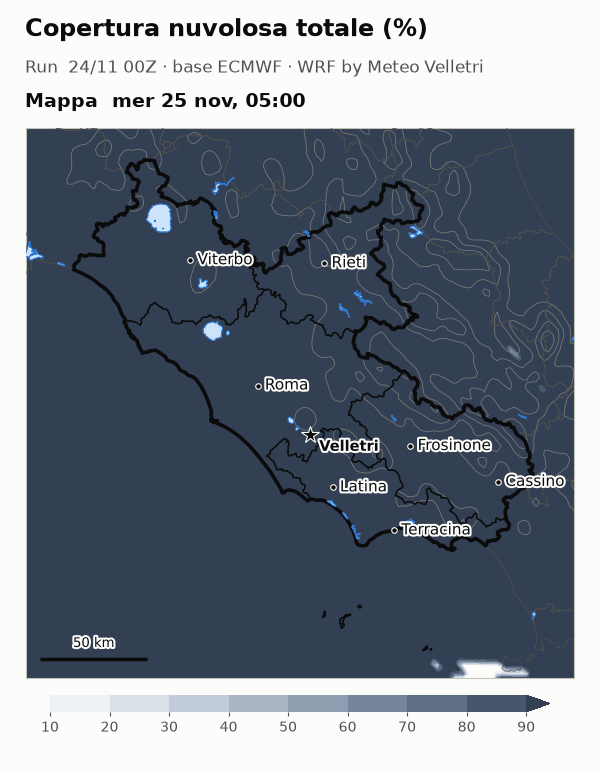 Copertura nuvolosa totale (%)
Run 24/11 00Z · base ECMWF · WRF by Meteo Velletri
Mappa mer 25 nov, 05:00
Viterbo
Rieti
Roma
Velletri
Frosinone
Cassino
Latina
Terracina
50 km
10 20 30 40 50 60 70 80 90